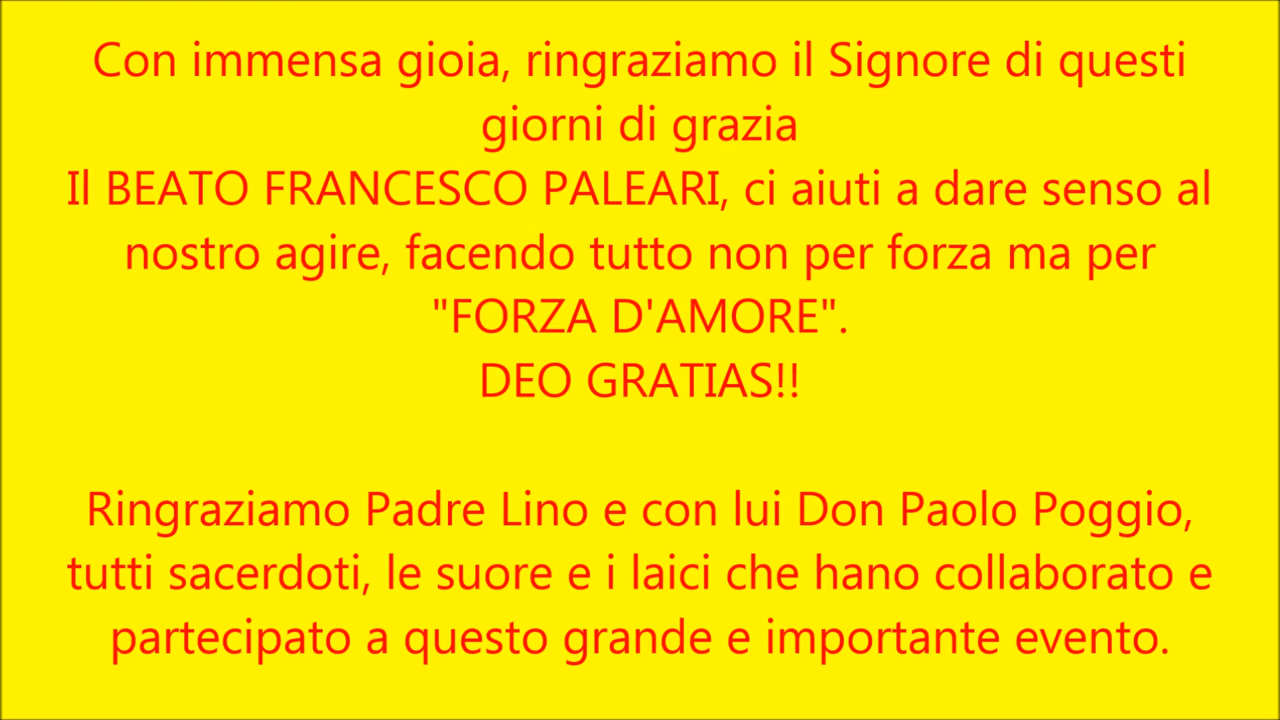 Con immensa gioia, ringraziamo il Signore di questi
giorni di grazia
Il BEATO FRANCESCO PALEARI, ci aiuti a dare senso al
nostro agire, facendo tutto non per forza ma per
"FORZA D'AMORE".
DEO GRATIAS!!
Ringraziamo Padre Lino e con lui Don Paolo Poggio,
tutti sacerdoti, le suore e i laici che hano collaborato e
partecipato a questo grande e importante evento.